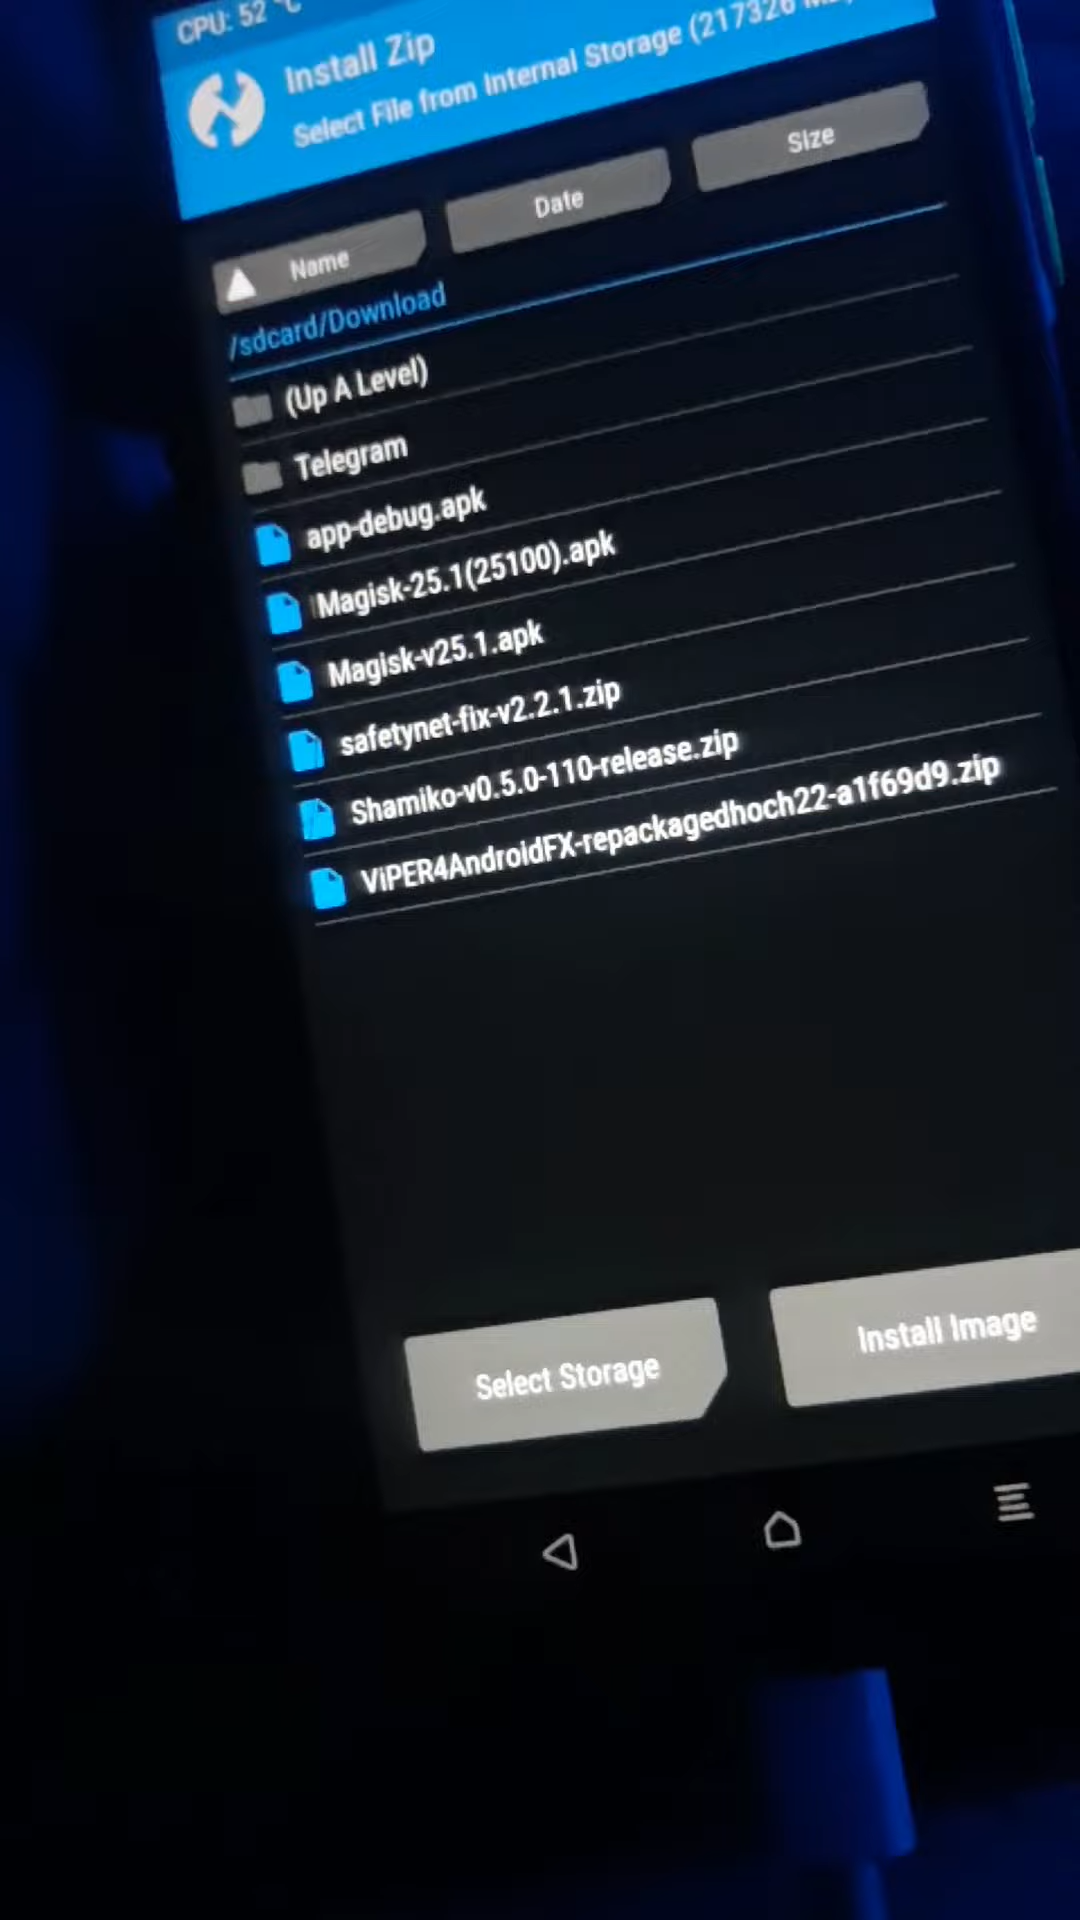 CPU: 52 °C
Install Zip
Select File from Internal Storage (217326
Name
Date
Size
/sdcard/Download
(Up A Level)
Telegram
app-debug.apk
Magisk-25.1(25100).apk
Magisk-v25.1.apk
safetynet-fix-v2.2.1.zip
Shamiko-v0.5.0-110-release.zip
ViPER4AndroidFX-repackagedhoch22-a1f69d9.zip
Select Storage
Install Image